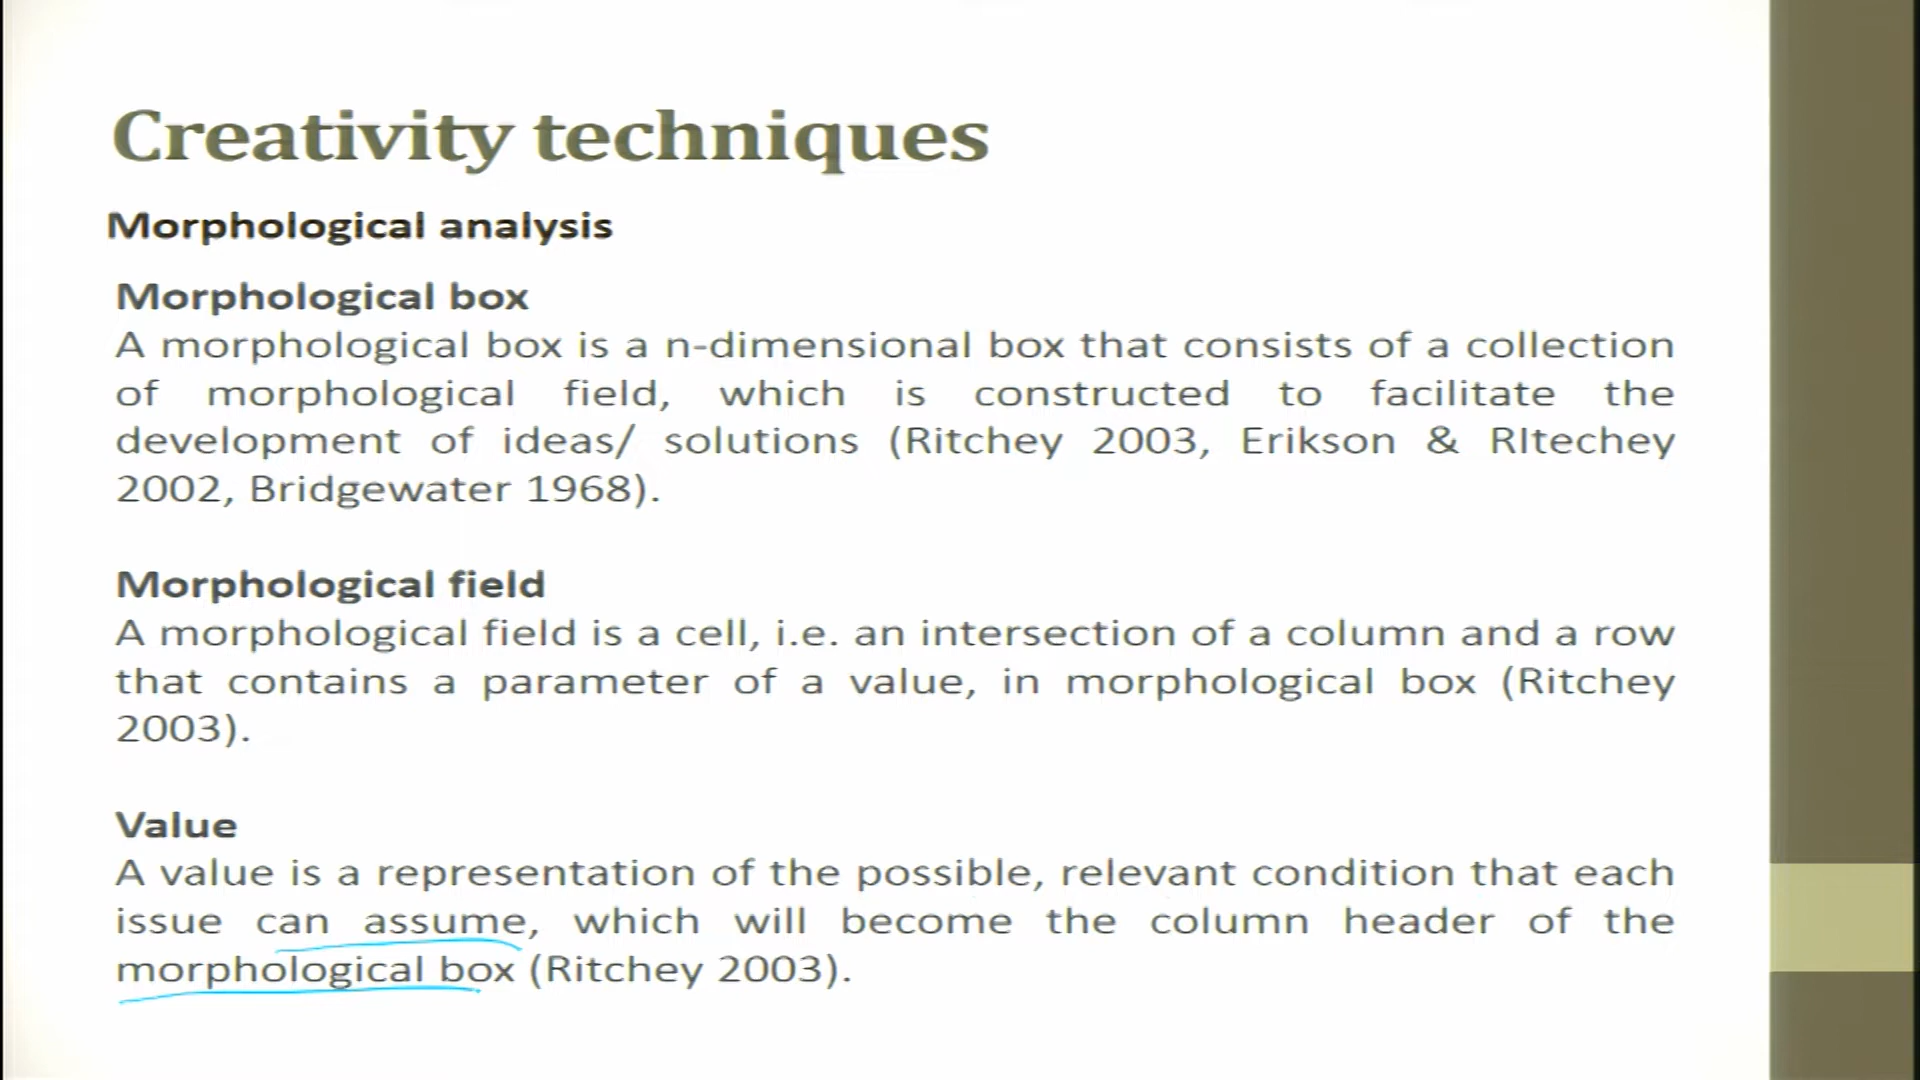 Creativity techniques
Morphological analysis
Morphological box
A morphological box is a n-dimensional box that consists of a collection
of morphological field, which is constructed to facilitate the
development of ideas/ solutions (Ritchey 2003, Erikson & RItechey
2002, Bridgewater 1968).
Morphological field
A morphological field is a cell, i.e. an intersection of a column and a row
that contains a parameter of a value, in morphological box (Ritchey
2003).
Value
A value is a representation of the possible, relevant condition that each
issue can assume, which will become the column header of the
morphological box (Ritchey 2003).